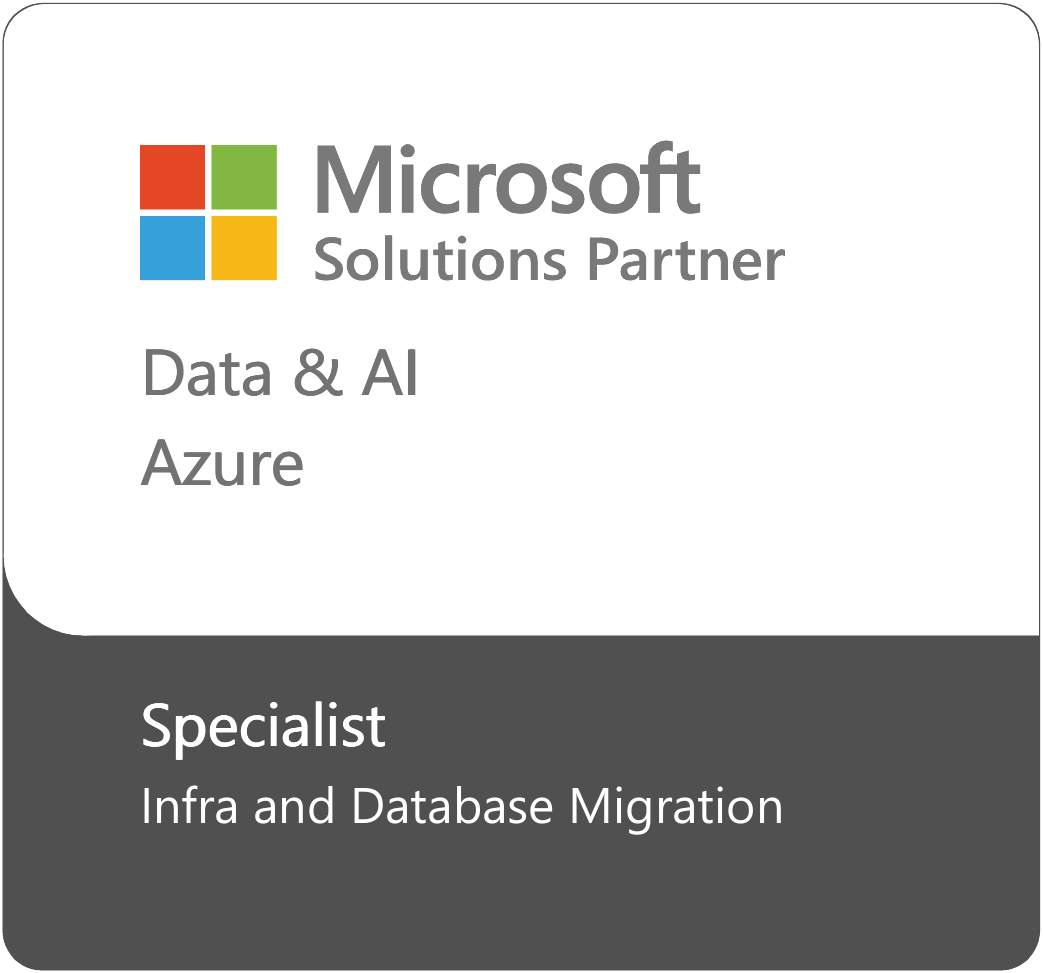 Microsoft
Solutions Partner
Data & AI
Azure
Specialist
Infra and Database Migration